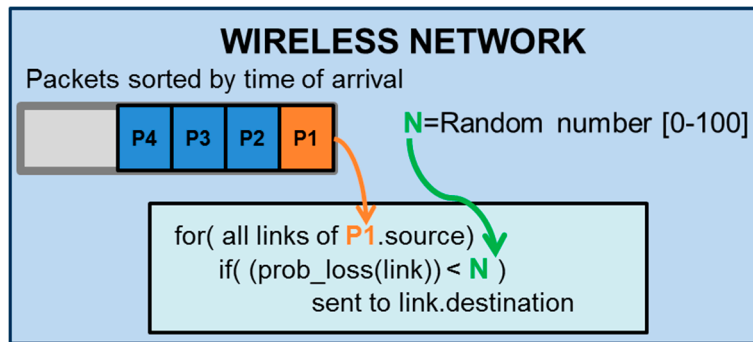 WIRELESS NETWORK
Packets sorted by time of arrival
P4 P3 P2 P1
N=Random number [0-100]
for( all links of P1.source)
if( (prob_loss(link)) < N )
sent to link.destination